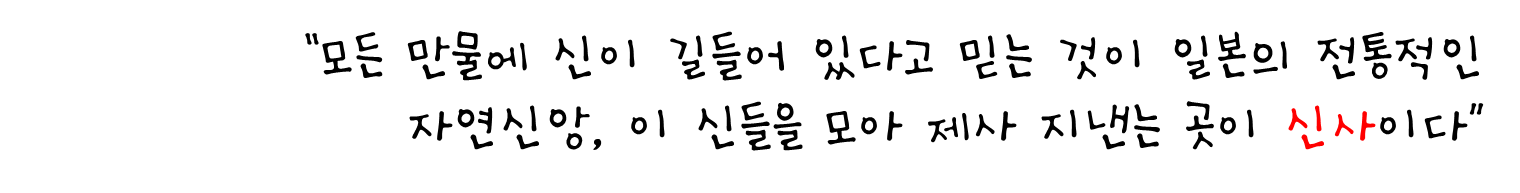 "모든 만물에 신이 길들어 있다고 믿는 것이 일본의 전통적인
자연신앙, 이 신들을 모아 제사 지낸는 곳이 신사이다"